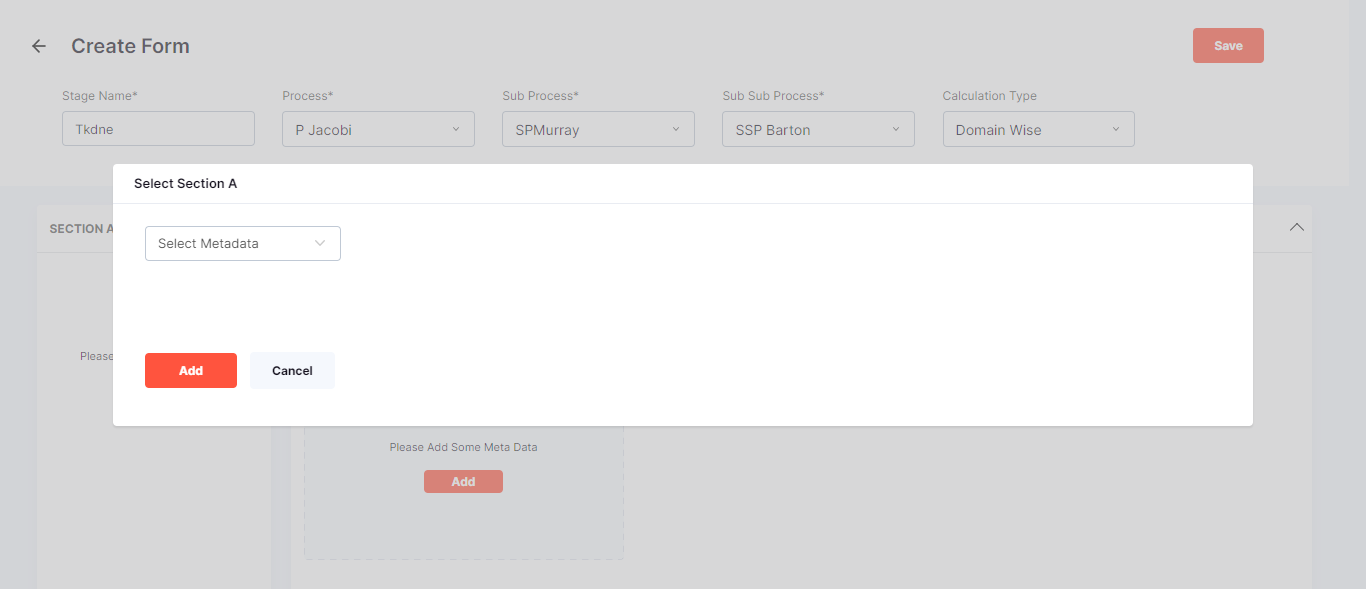 Create Form
Save
Stage Name*
Process*
Sub Process*
Sub Sub Process*
Calculation Type
Tkdne
P Jacobi
SPMurray
SSP Barton
Domain Wise
Select Section A
SECTION A
Select Metadata
Please
Add
Cancel
Please Add Some Meta Data
Add